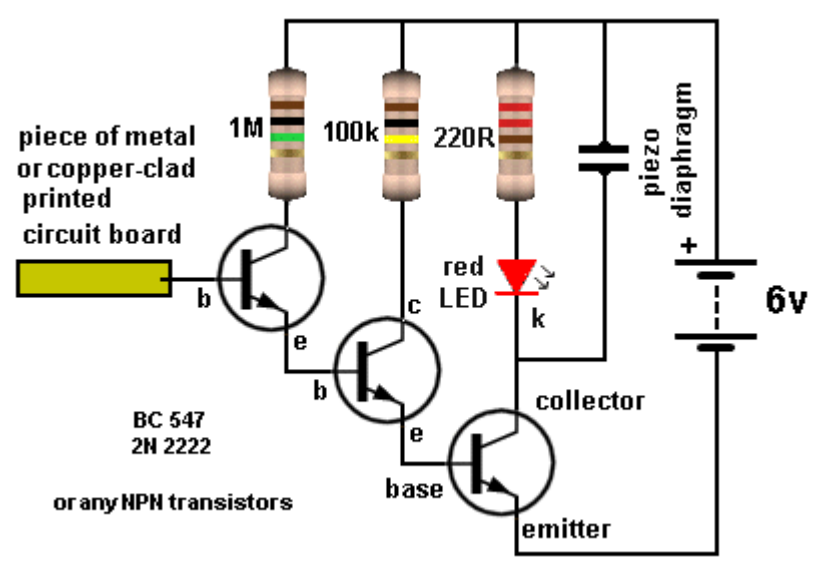 1M
100k
220R
piece of metal
or copper-clad
printed
circuit board
piezo
diaphragm
+
6v
red
LED
k
b
e
c
b
e
BC 547
2N 2222
or any NPN transistors
collector
base
emitter